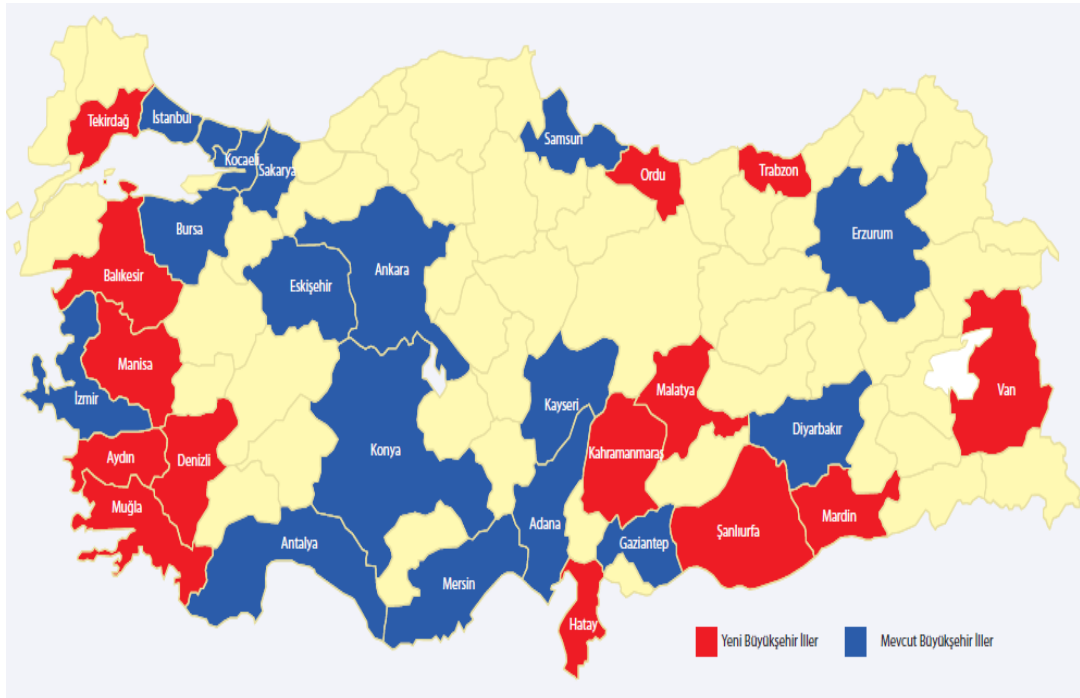 Tekirdağ
İstanbul
Kocaeli
Sakarya
Samsun
Ordu
Trabzon
Bursa
Erzurum
Balıkesir
Eskişehir
Ankara
Manisa
Malatya
Van
İzmir
Kayseri
Diyarbakır
Aydın
Denizli
Konya
Kahramanmaraş
Muğla
Mardin
Adana
Şanlıurfa
Antalya
Gaziantep
Mersin
Hatay
Yeni Büyükşehir İller
Mevcut Büyükşehir İller